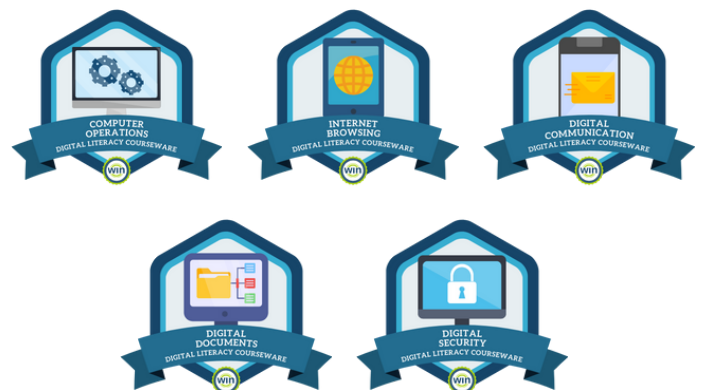 COMPUTER
OPERATIONS
DIGITAL LITERACY COURSEWARE
win
INTERNET
BROWSING
DIGITAL LITERACY COURSEWARE
win
DIGITAL
COMMUNICATION
DIGITAL LITERACY COURSEWARE
win
DIGITAL
DOCUMENTS
DIGITAL LITERACY COURSEWARE
win
DIGITAL
SECURITY
DIGITAL LITERACY COURSEWARE
win